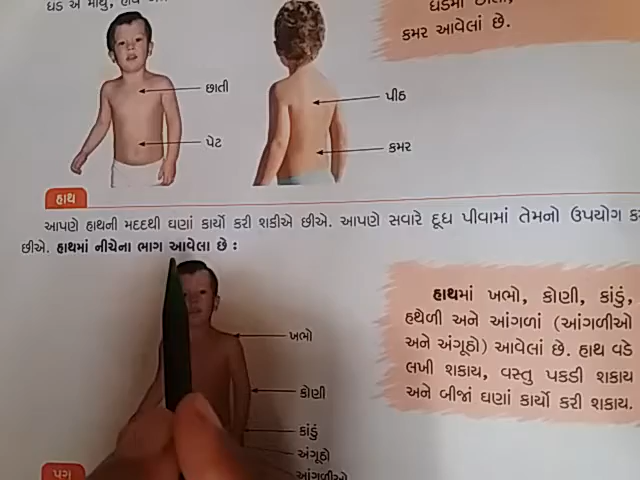 ધડ એ માથું, હાથ
ધડમાં છાતી,
કમર આવેલાં છે.
છાતી
પીઠ
પેટ
કમર
હાથ
આપણે હાથની મદદથી ઘણાં કાર્યો કરી શકીએ છીએ. આપણે સવારે દૂધ પીવામાં તેમનો ઉપયોગ
છીએ. હાથમાં નીચેના ભાગ આવેલા છે :
ખભો
કોણી
કાંડું
અંગૂઠો
આંગળીઓ
હાથમાં ખભો, કોણી, કાંડું,
હથેળી અને આંગળાં (આંગળીઓ
અને અંગૂઠો) આવેલાં છે. હાથ વડે
લખી શકાય, વસ્તુ પકડી શકાય
અને બીજાં ઘણાં કાર્યો કરી શકાય.
પગ